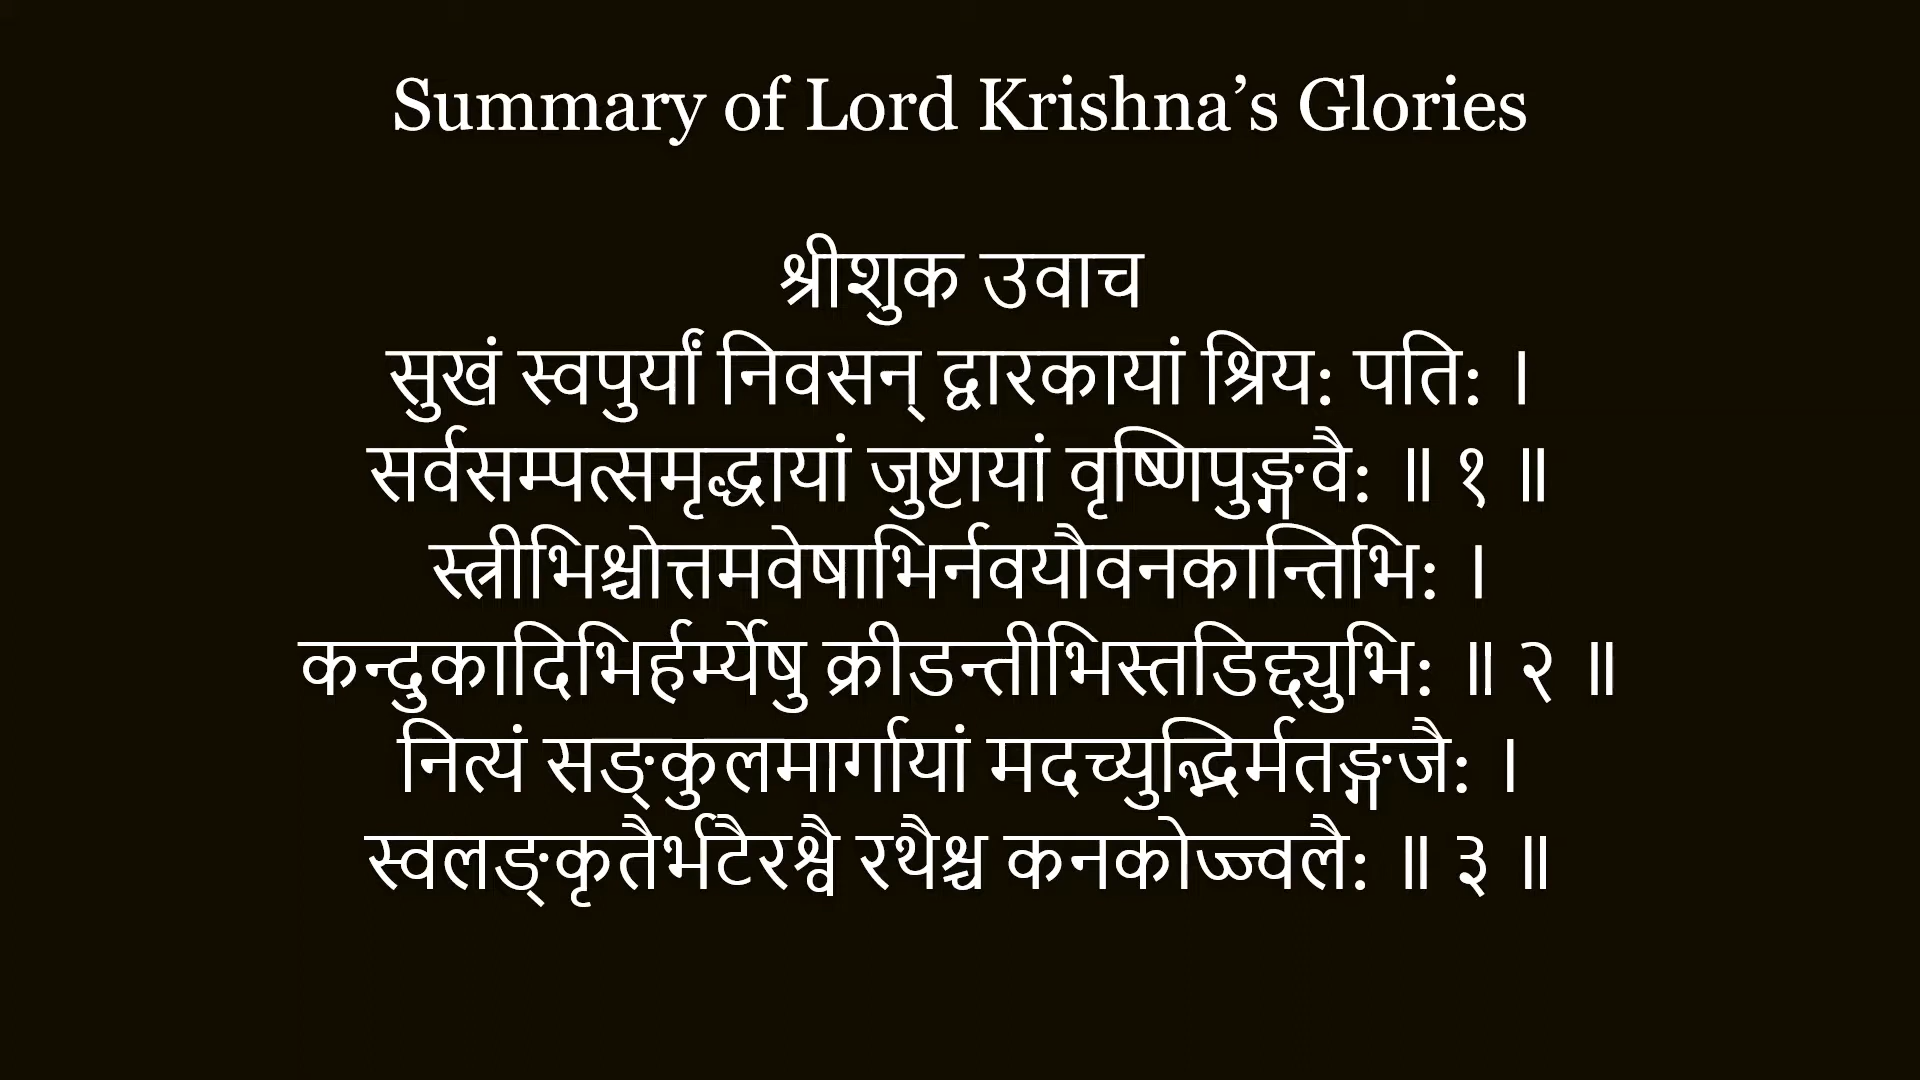 Summary of Lord Krishna’s Glories
श्रीशुक उवाच
सुखं स्वपुर्यां निवसन् द्वारकायां श्रिय: पति: ।
सर्वसम्पत्समृद्धायां जुष्टायां वृष्णिपुङ्गवै: ॥ १ ॥
स्त्रीभिश्चोत्तमवेषाभिर्नवयौवनकान्तिभि: ।
कन्दुकादिभिर्हर्म्येषु क्रीडन्तीभिस्तडिद्द्युभि: ॥ २ ॥
नित्यं सङ्कुलमार्गायां मदच्युद्भिर्मतङ्गजै: ।
स्वलङ्कृतैर्भटैरश्वै रथैश्च कनकोज्ज्वलै: ॥ ३ ॥